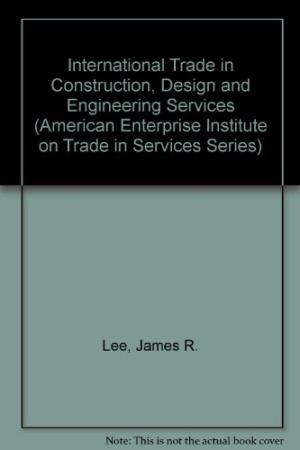 International Trade in
Construction, Design and
Engineering Services
(American Enterprise Institute
on Trade in Services Series)
Lee, James R.
Note: This is not the actual book cover